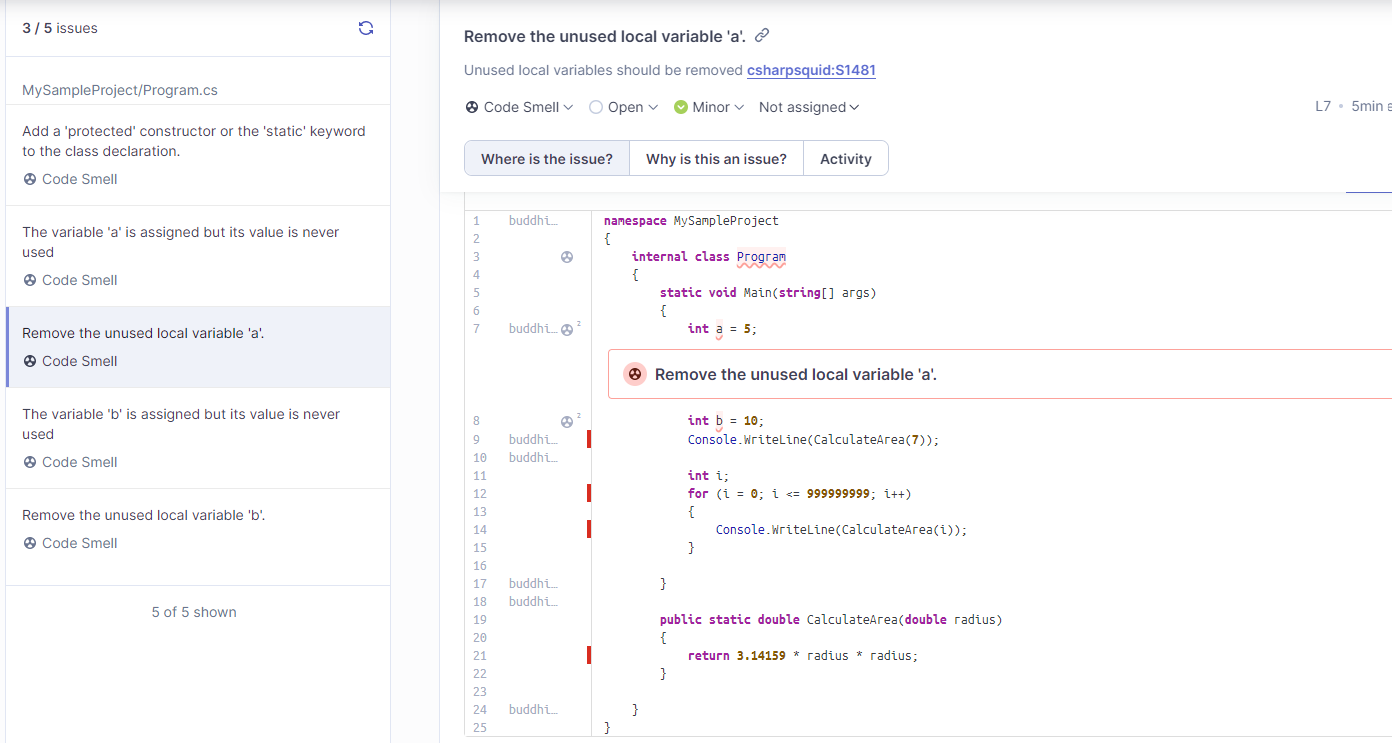 3 / 5 issues
MySampleProject/Program.cs
Add a 'protected' constructor or the 'static' keyword
to the class declaration.
Code Smell
The variable 'a' is assigned but its value is never
used
Code Smell
Remove the unused local variable 'a'.
Code Smell
The variable 'b' is assigned but its value is never
used
Code Smell
Remove the unused local variable 'b'.
Code Smell
5 of 5 shown
Remove the unused local variable 'a'.
Unused local variables should be removed csharpsquid:S1481
Code Smell Open Minor Not assigned L7 • 5min e
Where is the issue? Why is this an issue? Activity
1 buddhi… namespace MySampleProject
2 {
3 internal class Program
4 {
5 static void Main(string[] args)
6 {
7 buddhi… 2 int a = 5;
Remove the unused local variable 'a'.
8 2 int b = 10;
9 buddhi… Console.WriteLine(CalculateArea(7));
10 buddhi…
11 int i;
12 for (i = 0; i <= 999999999; i++)
13 {
14 Console.WriteLine(CalculateArea(i));
15 }
16
17 buddhi… }
18 buddhi…
19 public static double CalculateArea(double radius)
20 {
21 return 3.14159 * radius * radius;
22 }
23
24 buddhi… }
25 }